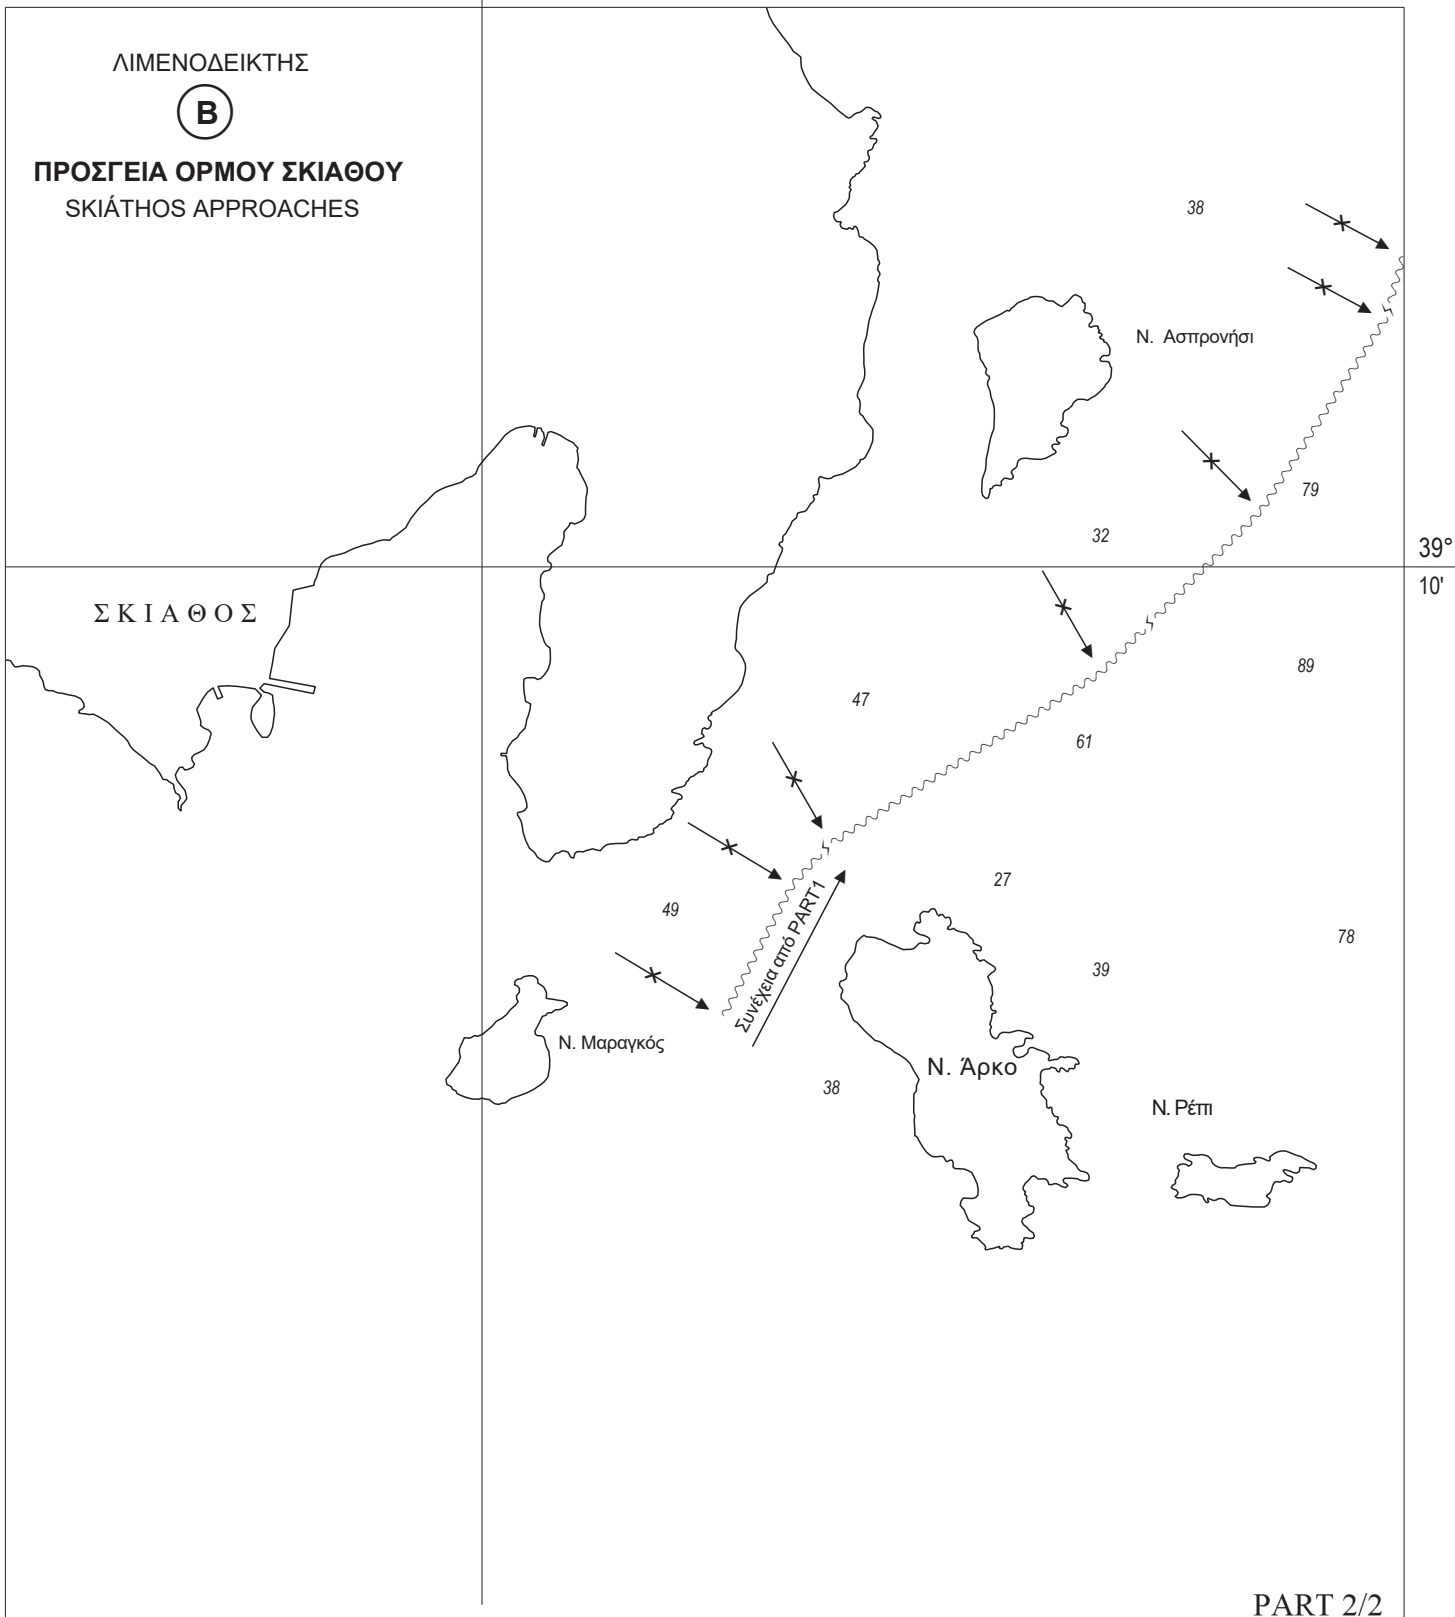 ΛΙΜΕΝΟΔΕΙΚΤΗΣ
B
ΠΡΟΣΓΕΙΑ ΟΡΜΟΥ ΣΚΙΑΘΟΥ
SKIÁTHOS APPROACHES
38
Ν. Ασπρονήσι
79
32
39°
10'
ΣΚΙΑΘΟΣ
89
47
61
27
49
78
39
Συνέχεια από PART1
Ν. Μαραγκός
Ν. Άρκο
38
Ν. Ρέπι
PART 2/2